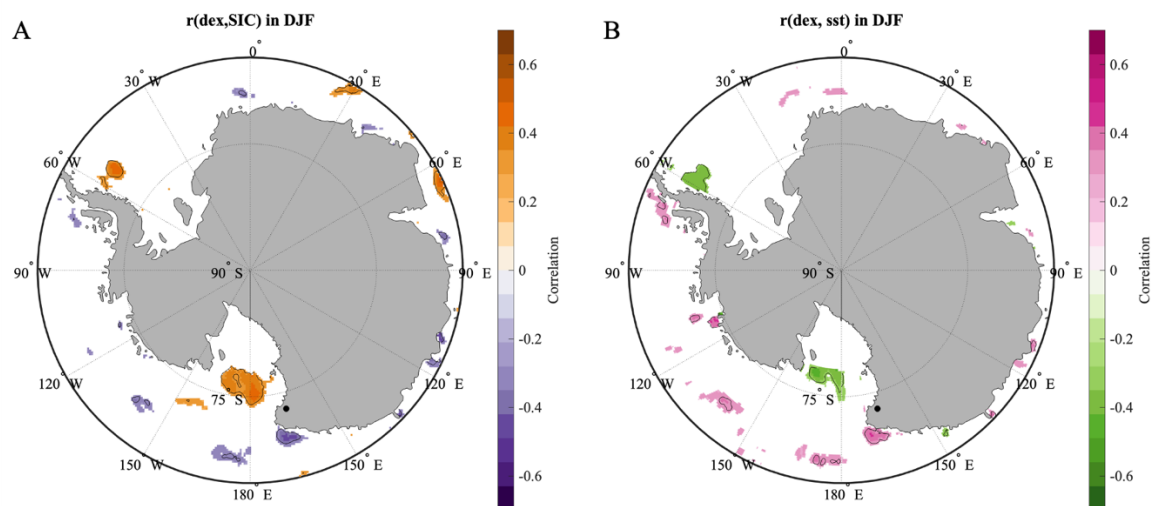 A
r(dex,SIC) in DJF
0°
30° W
30° E
60° W
60° E
90° W
90° S
90° E
120° W
75° S
120° E
150° W
150° E
180° E
0.6
0.4
0.2
0
-0.2
-0.4
-0.6
Correlation
B
r(dex, sst) in DJF
0°
30° W
30° E
60° W
60° E
90° W
90° S
90° E
120° W
75° S
120° E
150° W
150° E
180° E
0.6
0.4
0.2
0
-0.2
-0.4
-0.6
Correlation